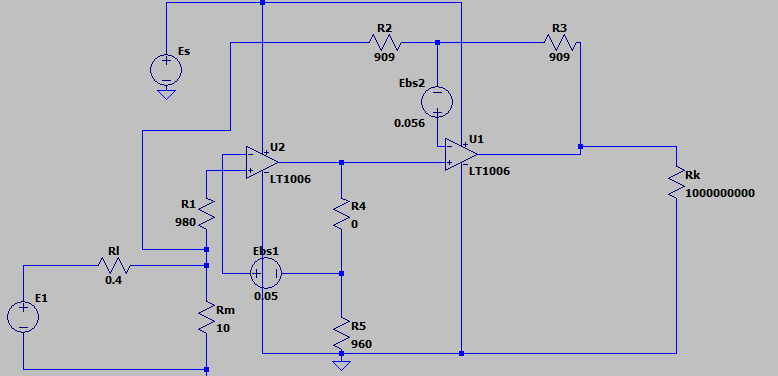 R2
R3
909
909
Es
Ebs2
0.056
U2
U1
LT1006
LT1006
R1
980
R4
0
Rk
1000000000
Rl
0.4
Ebs1
0.05
E1
Rm
10
R5
960